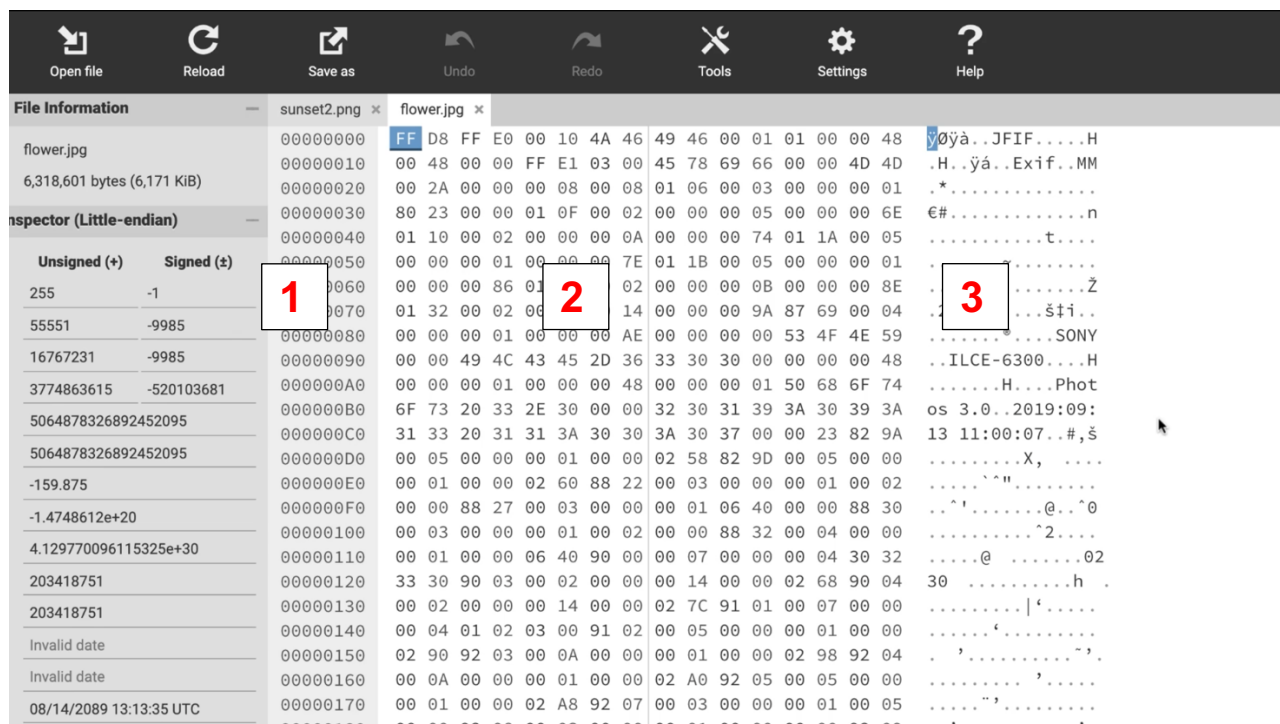 Open file Reload Save as Undo Redo Tools Settings Help
File Information
flower.jpg
6,318,601 bytes (6,171 KiB)
nspector (Little-endian)
Unsigned (+) Signed (±)
255 -1
55551 -9985
16767231 -9985
3774863615 -520103681
5064878326892452095
5064878326892452095
-159.875
-1.4748612e+20
4.129770096115325e+30
203418751
203418751
Invalid date
Invalid date
08/14/2089 13:13:35 UTC
sunset2.png × flower.jpg ×
00000000 FF D8 FF E0 00 10 4A 46 49 46 00 01 01 00 00 48 ÿØÿà..JFIF.....H
00000010 00 48 00 00 FF E1 03 00 45 78 69 66 00 00 4D 4D .H..ÿá..Exif..MM
00000020 00 2A 00 00 00 08 00 08 01 06 00 03 00 00 00 01 .*..............
00000030 80 23 00 00 01 0F 00 02 00 00 00 05 00 00 00 6E €#.............n
00000040 01 10 00 02 00 00 00 0A 00 00 00 74 01 1A 00 05 ...........t....
00000050 00 00 00 01 00 00 00 7E 01 1B 00 05 00 00 00 01 .......~........
1 60 00 00 00 86 01 2 02 00 00 00 0B 00 00 00 8E 3 .......Ž
070 01 32 00 02 00 14 00 00 00 9A 87 69 00 04 .2 ...š‡i..
00000080 00 00 00 01 00 00 00 AE 00 00 00 00 53 4F 4E 59 .......®....SONY
00000090 00 00 49 4C 43 45 2D 36 33 30 30 00 00 00 00 48 ..ILCE-6300....H
000000A0 00 00 00 01 00 00 00 48 00 00 00 01 50 68 6F 74 .......H....Phot
000000B0 6F 73 20 33 2E 30 00 00 32 30 31 39 3A 30 39 3A os 3.0..2019:09:
000000C0 31 33 20 31 31 3A 30 30 3A 30 37 00 00 23 82 9A 13 11:00:07..#‚š
000000D0 00 05 00 00 00 01 00 00 02 58 82 9D 00 05 00 00 .........X‚ ....
000000E0 00 01 00 00 02 60 88 22 00 03 00 00 00 01 00 02 .....`ˆ"........
000000F0 00 00 88 27 00 03 00 00 00 01 06 40 00 00 88 30 ..ˆ'.......@..ˆ0
00000100 00 03 00 00 00 01 00 02 00 00 88 32 00 04 00 00 ..........ˆ2....
00000110 00 01 00 00 06 40 90 00 00 07 00 00 00 04 30 32 .....@ .......02
00000120 33 30 90 03 00 02 00 00 00 14 00 00 02 68 90 04 30 ..........h .
00000130 00 02 00 00 00 14 00 00 02 7C 91 01 00 07 00 00 .........|‘.....
00000140 00 04 01 02 03 00 91 02 00 05 00 00 00 01 00 00 ......‘.........
00000150 02 90 92 03 00 0A 00 00 00 01 00 00 02 98 92 04 . ’..........˜’.
00000160 00 0A 00 00 00 01 00 00 02 A0 92 05 00 05 00 00 ......... ’.....
00000170 00 01 00 00 02 A8 92 07 00 03 00 00 00 01 00 05 .....¨’.........